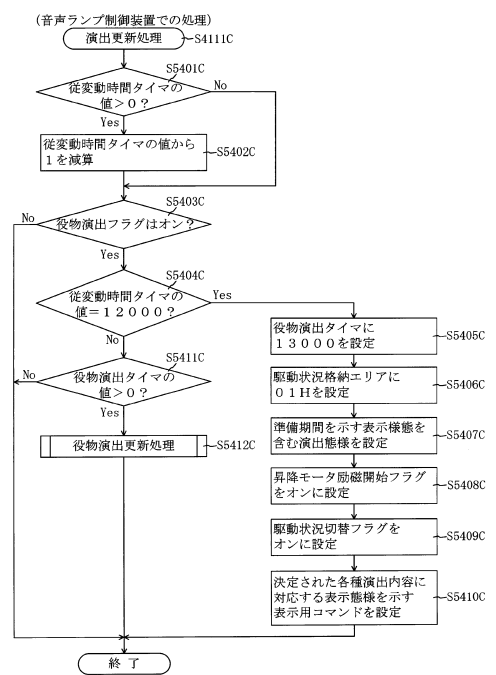 (音声ランプ制御装置での処理)
演出更新処理
S4111C
S5401C
従変動時間タイマの
値>0?
No
Yes
従変動時間タイマの値から
1を減算
S5402C
S5403C
No
役物演出フラグはオン?
Yes
S5404C
従変動時間タイマの
値=12000?
Yes
No
役物演出タイマに
13000を設定
S5405C
S5411C
No
役物演出タイマの
値>0?
Yes
駆動状況格納エリアに
01Hを設定
S5406C
役物演出更新処理
S5412C
準備期間を示す表示様態を
含む演出態様を設定
S5407C
昇降モータ励磁開始フラグ
をオンに設定
S5408C
駆動状況切替フラグを
オンに設定
S5409C
決定された各種演出内容に
対応する表示態様を示す
表示用コマンドを設定
S5410C
終了